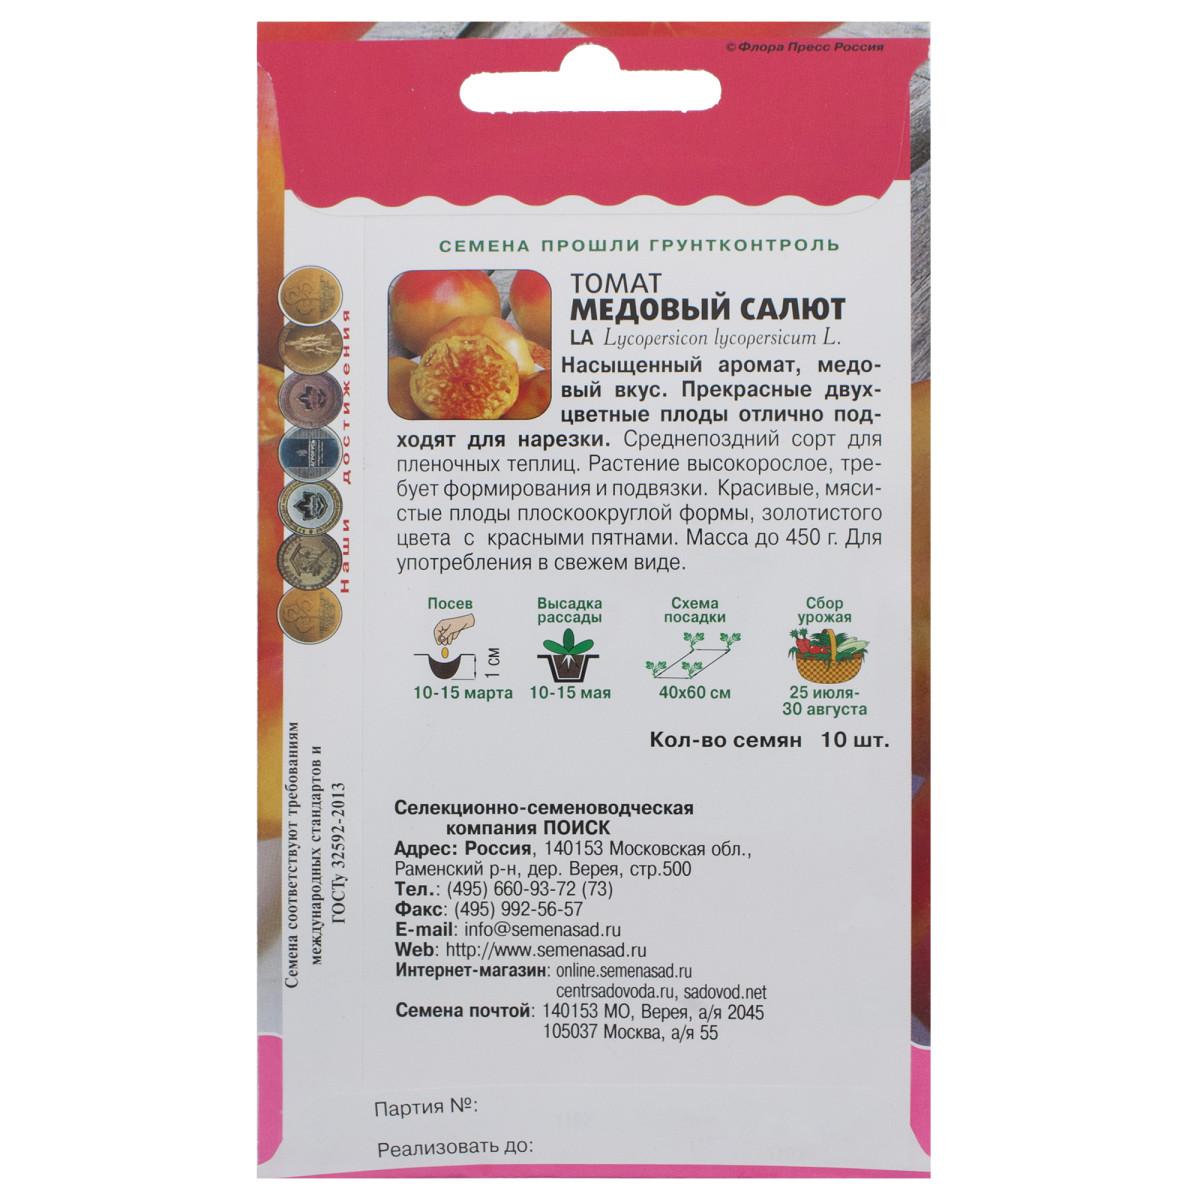 © Флора Пресс Россия
СЕМЕНА ПРОШЛИ ГРУНТКОНТРОЛЬ
ТОМАТ
МЕДОВЫЙ САЛЮТ
LA Lycopersicon lycopersicum L.
Насыщенный аромат, медо-
вый вкус. Прекрасные двух-
цветные плоды отлично под-
ходят для нарезки. Среднепоздний сорт для
пленочных теплиц. Растение высокорослое, тре-
бует формирования и подвязки. Красивые, мяси-
стые плоды плоскоокруглой формы, золотистого
цвета с красными пятнами. Масса до 450 г. Для
употребления в свежем виде.
Наши достижения
Посев
1 см
10-15 марта
Высадка
рассады
10-15 мая
Схема
посадки
40х60 см
Сбор
урожая
25 июля-
30 августа
Кол-во семян 10 шт.
Семена соответствуют требованиям
международных стандартов и
ГОСТу 32592-2013
Селекционно-семеноводческая
компания ПОИСК
Адрес: Россия, 140153 Московская обл.,
Раменский р-н, дер. Верея, стр.500
Тел.: (495) 660-93-72 (73)
Факс: (495) 992-56-57
E-mail: info@semenasad.ru
Web: http://www.semenasad.ru
Интернет-магазин: online.semenasad.ru
centrsadovoda.ru, sadovod.net
Семена почтой: 140153 МО, Верея, а/я 2045
105037 Москва, а/я 55
Партия №:
Реализовать до: